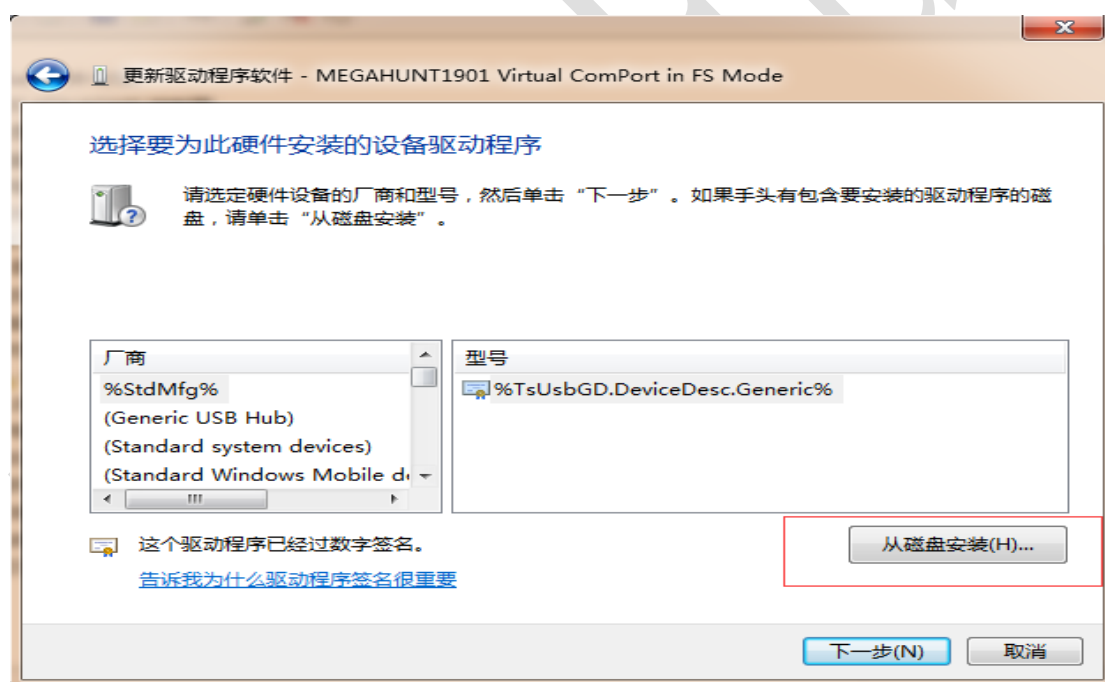 更新驱动程序软件 - MEGAHUNT1901 Virtual ComPort in FS Mode
选择要为此硬件安装的设备驱动程序
请选定硬件设备的厂商和型号，然后单击“下一步”。如果手头有包含要安装的驱动程序的磁
盘，请单击“从磁盘安装”。
厂商
%StdMfg%
(Generic USB Hub)
(Standard system devices)
(Standard Windows Mobile d
型号
%TsUsbGD.DeviceDesc.Generic%
这个驱动程序已经过数字签名。
告诉我为什么驱动程序签名很重要
从磁盘安装(H)...
下一步(N)
取消